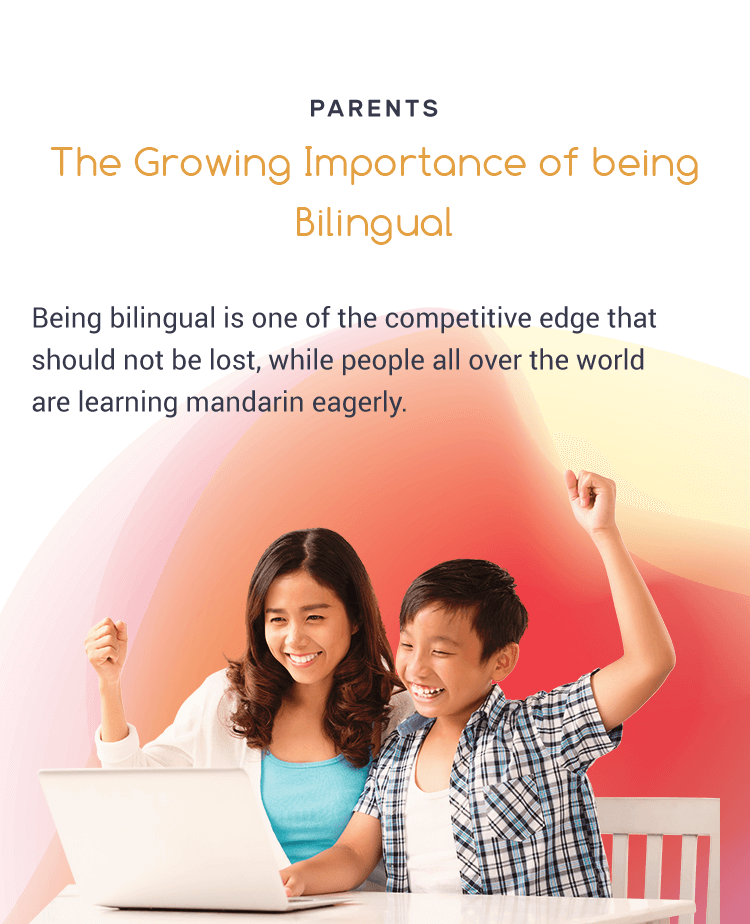 PARENTS
The Growing Importance of being
Bilingual
Being bilingual is one of the competitive edge that
should not be lost, while people all over the world
are learning mandarin eagerly.